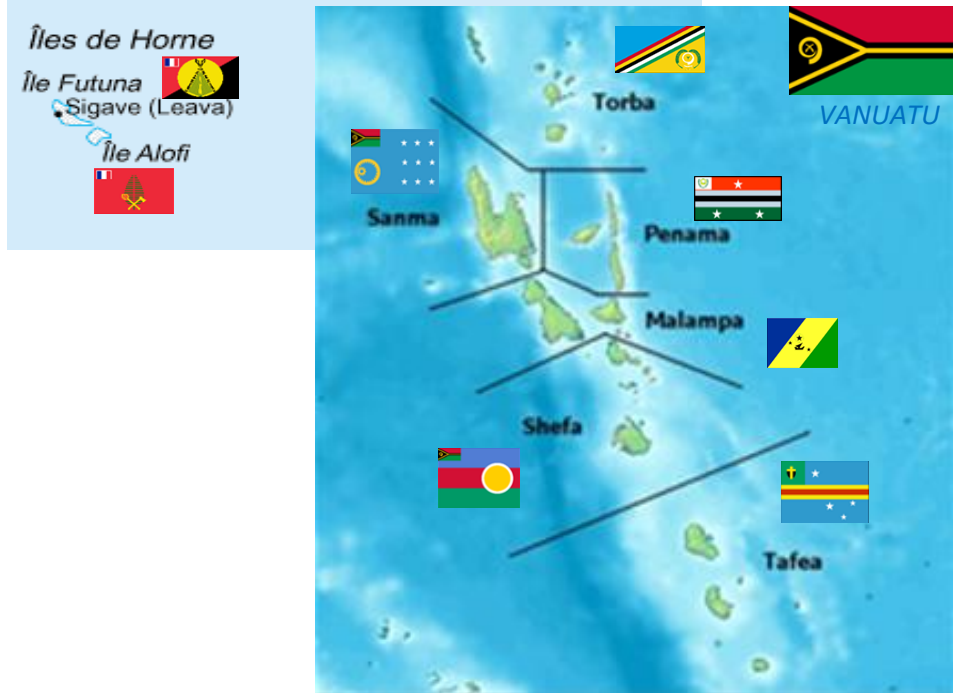 Îles de Horne
Île Futuna
Sigave (Leava)
Île Alofi
VANUATU
Torba
Sanma
Penama
Malampa
Shefa
Tafea